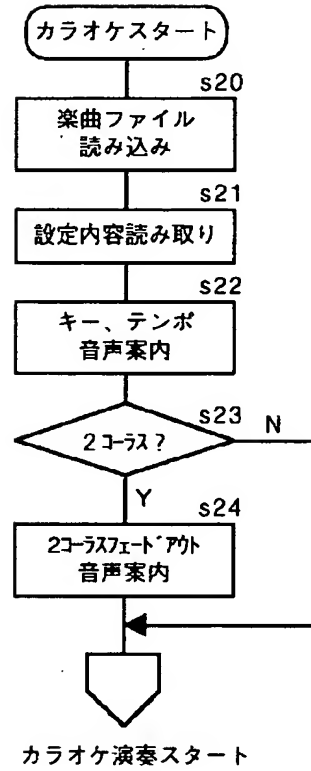 カラオケスタート
s20
楽曲ファイル
読み込み
s21
設定内容読み取り
s22
キー、テンポ
音声案内
s23
2コーラス?
N
Y
s24
2コーラスフェードアウト
音声案内
カラオケ演奏スタート